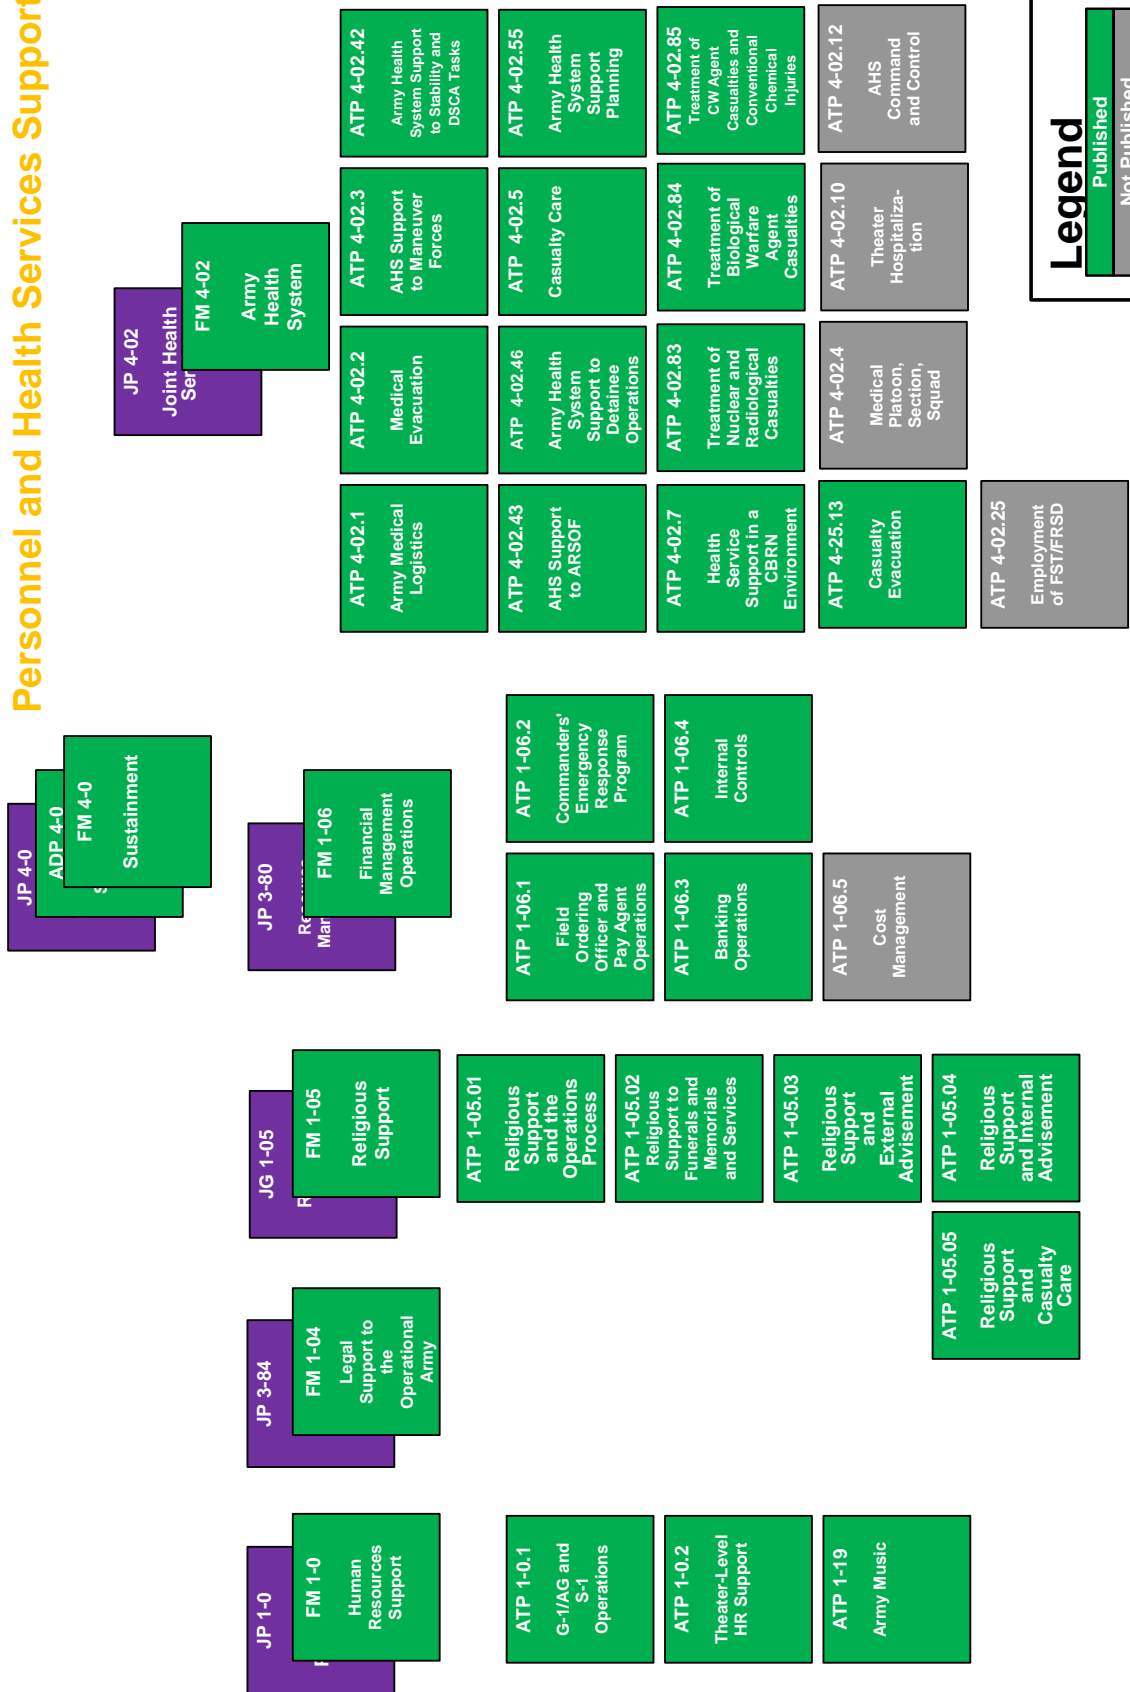 Personnel and Health Services Support
JP 4-0
ADP 4-0
S
FM 4-0
Sustainment
JP 1-0
FM 1-0
Human
Resources
Support
ATP 1-0.1
G-1/AG and
S-1
Operations
ATP 1-0.2
Theater-Level
HR Support
ATP 1-19
Army Music
JP 3-84
FM 1-04
Legal
Support to
the
Operational
Army
JG 1-05
R
FM 1-05
Religious
Support
ATP 1-05.01
Religious
Support
and the
Operations
Process
ATP 1-05.02
Religious
Support to
Funerals and
Memorials
and Services
ATP 1-05.03
Religious
Support
and
External
Advisement
ATP 1-05.05
Religious
Support
and
Casualty
Care
ATP 1-05.04
Religious
Support
and Internal
Advisement
JP 3-80
FM 1-06
Financial
Management
Operations
ATP 1-06.1
Field
Ordering
Officer and
Pay Agent
Operations
ATP 1-06.2
Commanders'
Emergency
Response
Program
ATP 1-06.3
Banking
Operations
ATP 1-06.4
Internal
Controls
ATP 1-06.5
Cost
Management
JP 4-02
Joint Health
Ser
FM 4-02
Army
Health
System
ATP 4-02.1
Army Medical
Logistics
ATP 4-02.2
Medical
Evacuation
ATP 4-02.3
AHS Support
to Maneuver
Forces
ATP 4-02.42
Army Health
System Support
to Stability and
DSCA Tasks
ATP 4-02.43
AHS Support
to ARSOF
ATP 4-02.46
Army Health
System
Support to
Detainee
Operations
ATP 4-02.5
Casualty Care
ATP 4-02.55
Army Health
System
Support
Planning
ATP 4-02.7
Health
Service
Support in a
CBRN
Environment
ATP 4-02.83
Treatment of
Nuclear and
Radiological
Casualties
ATP 4-02.84
Treatment of
Biological
Warfare
Agent
Casualties
ATP 4-02.85
Treatment of
CW Agent
Casualties and
Conventional
Chemical
Injuries
ATP 4-25.13
Casualty
Evacuation
ATP 4-02.4
Medical
Platoon,
Section,
Squad
ATP 4-02.10
Theater
Hospitaliza-
tion
ATP 4-02.12
AHS
Command
and Control
ATP 4-02.25
Employment
of FST/FRSD
Legend
Published
Not Published